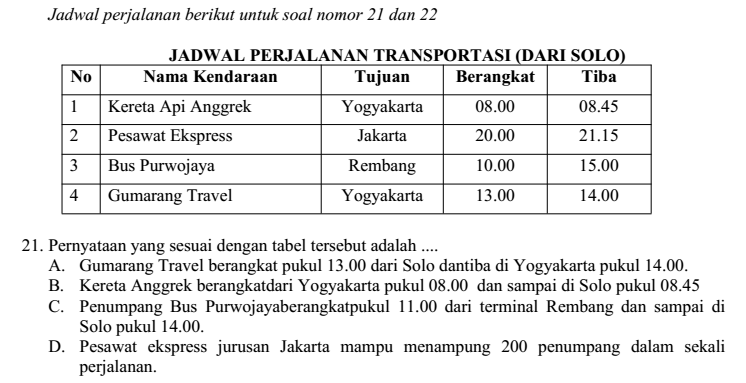 Jadwal perjalanan berikut untuk soal nomor 21 dan 22
JADWAL PERJALANAN TRANSPORTASI (DARI SOLO)
No Nama Kendaraan Tujuan Berangkat Tiba
1 Kereta Api Anggrek Yogyakarta 08.00 08.45
2 Pesawat Ekspress Jakarta 20.00 21.15
3 Bus Purwojaya Rembang 10.00 15.00
4 Gumarang Travel Yogyakarta 13.00 14.00
21. Pernyataan yang sesuai dengan tabel tersebut adalah ....
A. Gumarang Travel berangkat pukul 13.00 dari Solo dantiba di Yogyakarta pukul 14.00.
B. Kereta Anggrek berangkatdari Yogyakarta pukul 08.00 dan sampai di Solo pukul 08.45
C. Penumpang Bus Purwojayaberangkatpukul 11.00 dari terminal Rembang dan sampai di
Solo pukul 14.00.
D. Pesawat ekspress jurusan Jakarta mampu menampung 200 penumpang dalam sekali
perjalanan.